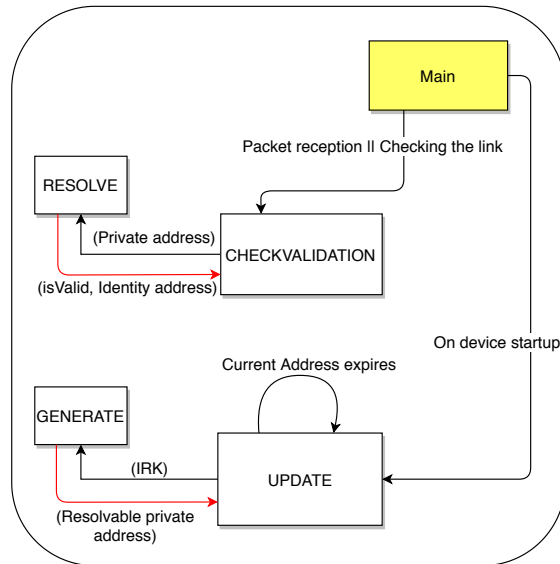 Main
Packet reception || Checking the link
RESOLVE
(Private address)
CHECKVALIDATION
(isValid, Identity address)
On device startup
Current Address expires
GENERATE
(IRK)
UPDATE
(Resolvable private
address)